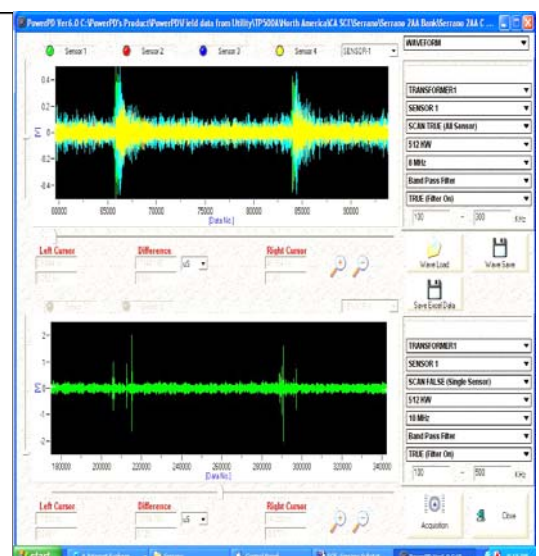 PowerPD Ver6.0 C:\PowerPD's Product\PowerPD\Field data from Utility\TP500A\North America\CA SCE\Serrano\Serrano 2AA Bank\Serrano 2AA C
Sensor 1 Sensor 2 Sensor 3 Sensor 4 SENSOR-1
WAVEFORM
0.4
0.2
0
-0.2
-0.4
[V]
60000 65000 70000 75000 80000 85000 90000
[Data No.]
TRANSFORMER1
SENSOR 1
SCAN TRUE (All Sensor)
512 KW
8 MHz
Band Pass Filter
TRUE (Filter On)
100 ~ 300 KHz
Left Cursor Difference Right Cursor
uS
Wave Load Wave Save
Save Excel Data
2
1
0
-1
-2
[V]
180000 200000 220000 240000 260000 280000 300000 320000 340000
[Data No.]
TRANSFORMER1
SENSOR 1
SCAN FALSE (Single Sensor)
512 KW
10 MHz
Band Pass Filter
TRUE (Filter On)
100 ~ 500 KHz
Left Cursor Difference Right Cursor
uS
Acquisition Close
start